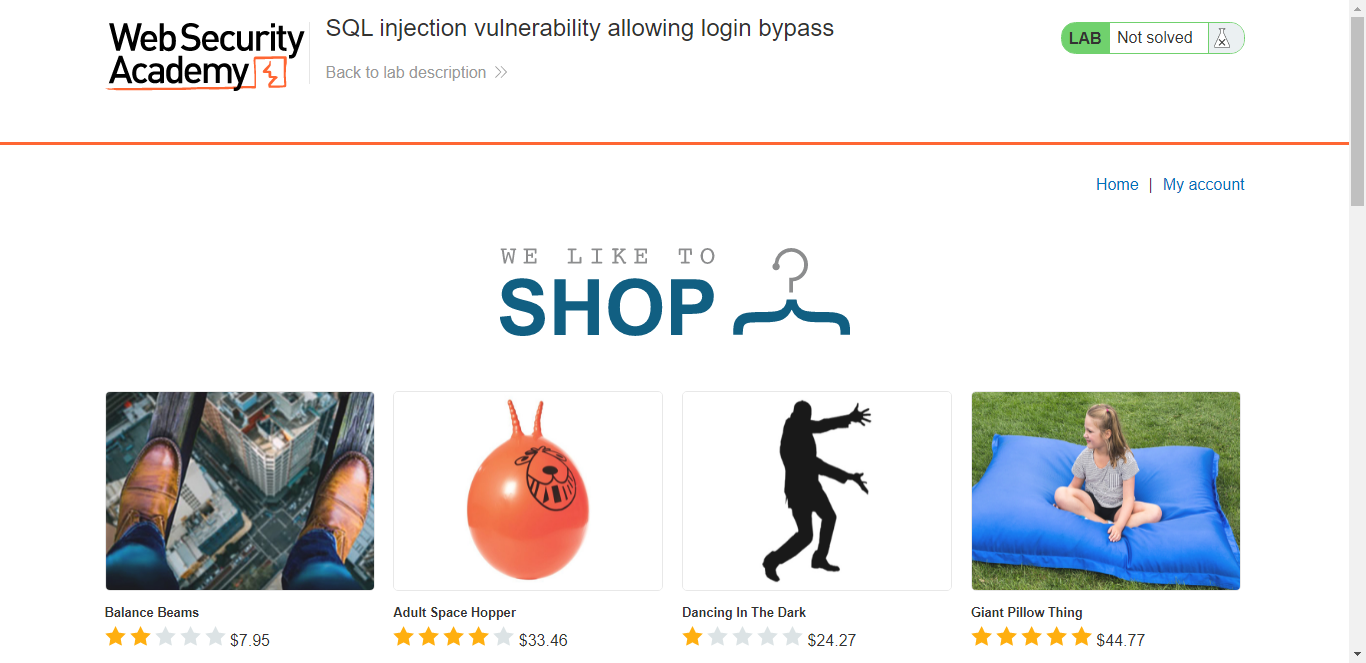 Web Security
Academy
SQL injection vulnerability allowing login bypass
Back to lab description
LAB Not solved
Home | My account
WE LIKE TO
SHOP
Balance Beams
$7.95
Adult Space Hopper
$33.46
Dancing In The Dark
$24.27
Giant Pillow Thing
$44.77